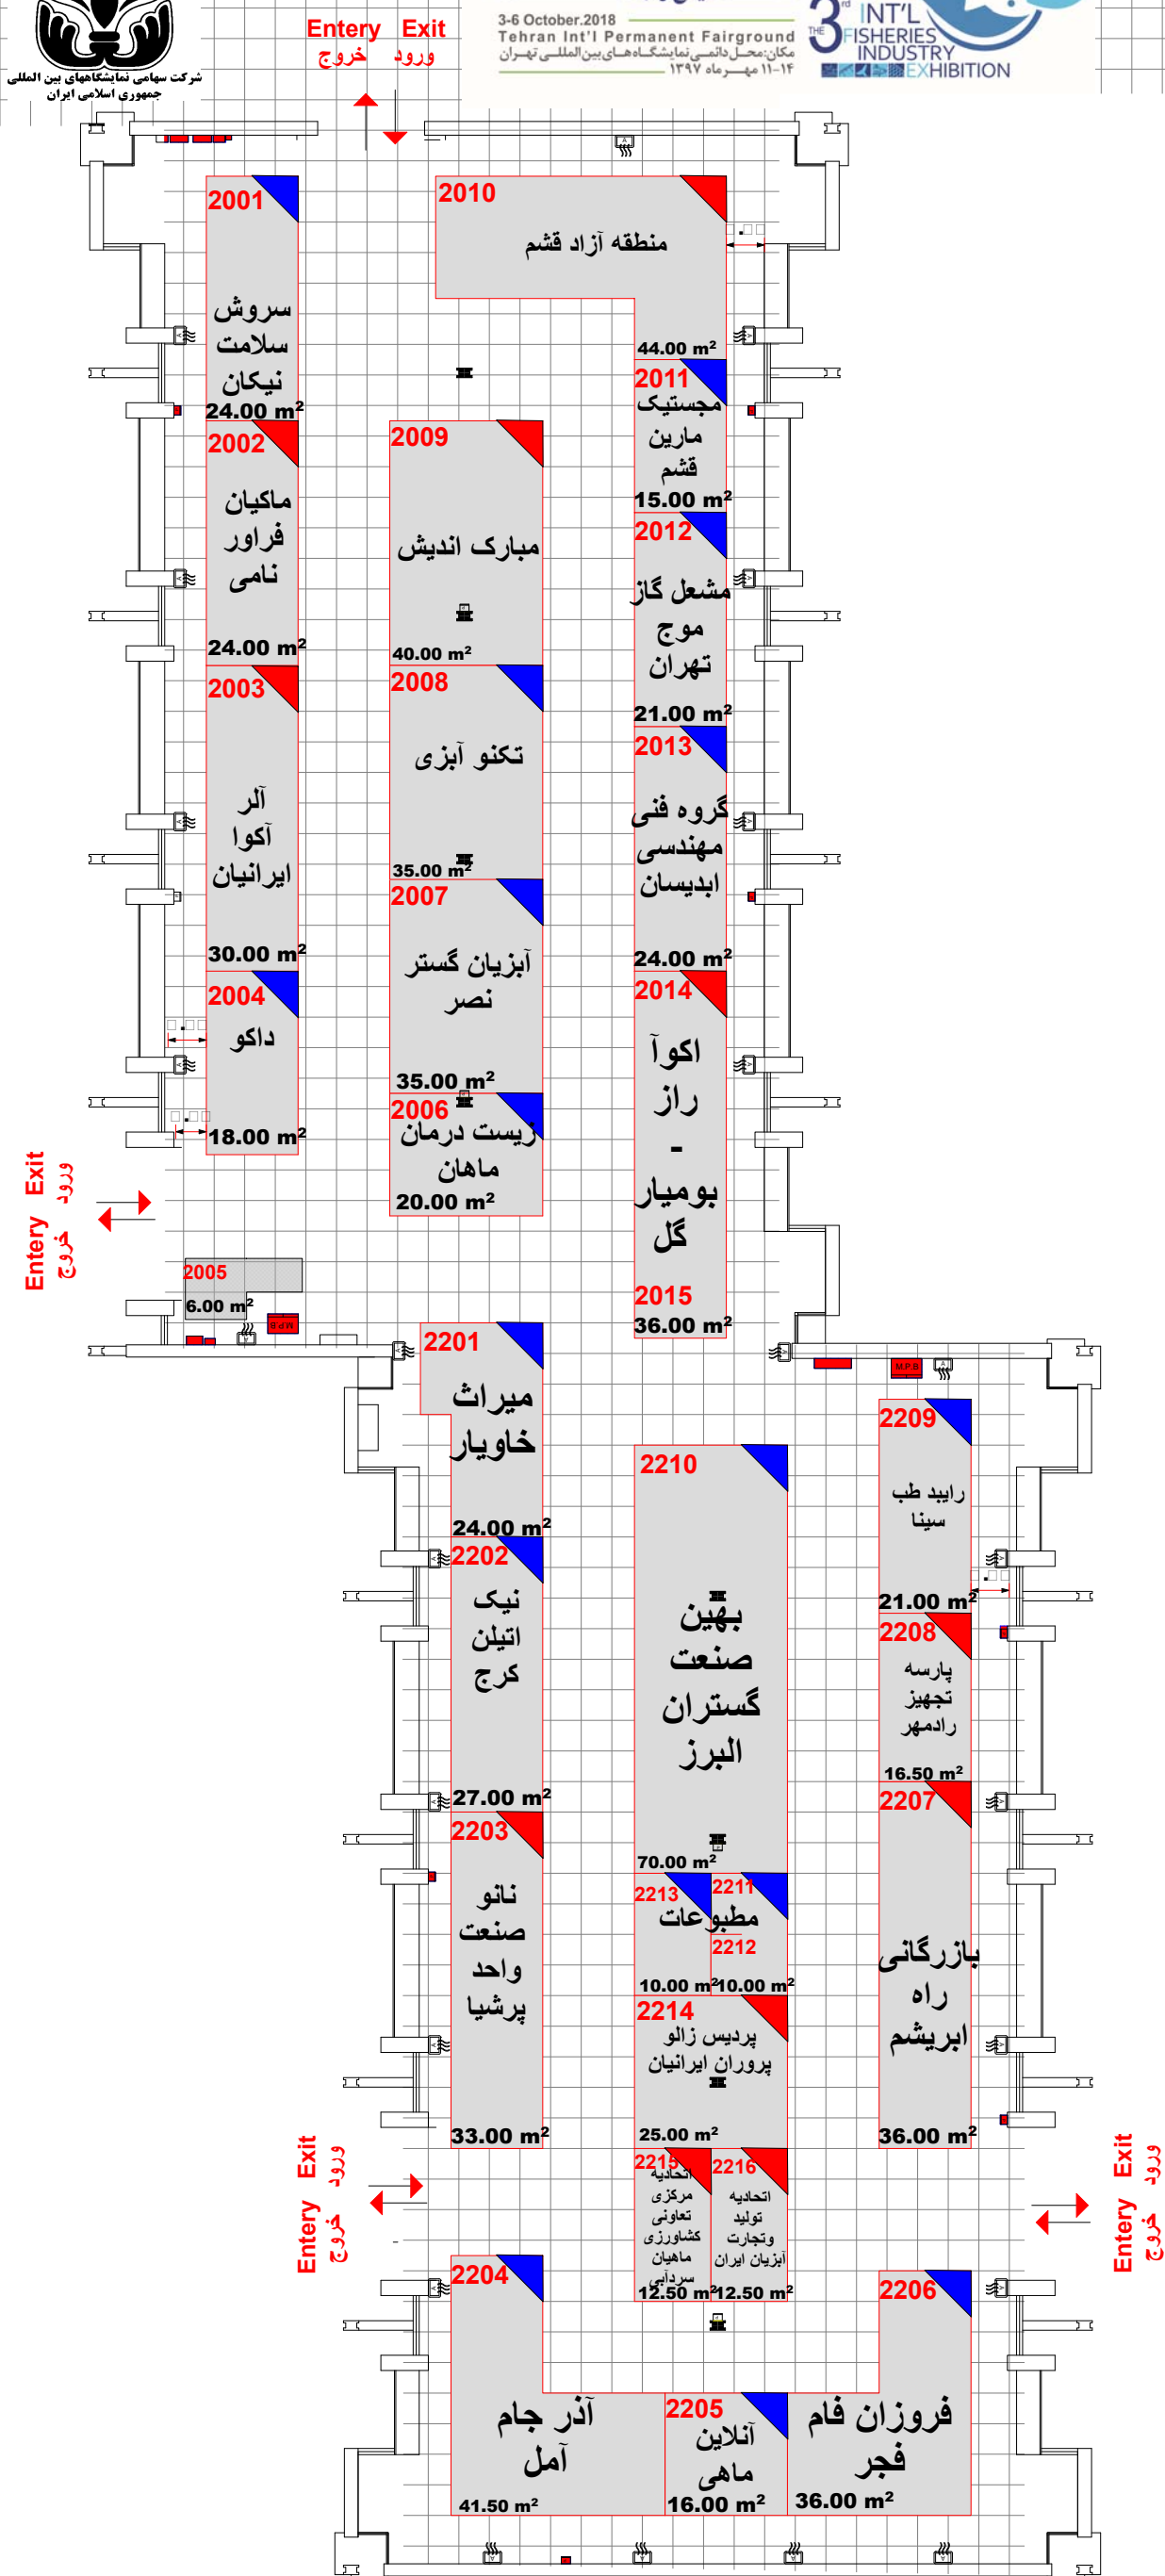 شرکت سهامی نمایشگاههای بین المللی
جمهوری اسلامی ایران
Entery Exit
خروج ورود
3-6 October.2018
Tehran Int'l Permanent Fairground
مکان:محل دائمی نمایشگاه‌های بین‌المللی تهران
۱۱-۱۴ مهر ماه ۱۳۹۷
THE 3rd INT'L
FISHERIES
INDUSTRY
EXHIBITION
2001
سروش
سلامت
نیکان
24.00 m²
2002
ماکیان
فراور
نامی
24.00 m²
2003
آلر
آکوا
ایرانیان
30.00 m²
2004
داکو
18.00 m²
Entery Exit
خروج ورود
2005
6.00 m²
M.P.B
2010
منطقه آزاد قشم
44.00 m²
2009
مبارک اندیش
40.00 m²
2008
تکنو آبزی
35.00 m²
2007
آبزیان گستر
نصر
35.00 m²
2006
زیست درمان
ماهان
20.00 m²
2011
مجستیک
مارین
قشم
15.00 m²
2012
مشعل گاز
موج
تهران
21.00 m²
2013
گروه فنی
مهندسی
ابدیسان
24.00 m²
2014
اکوآ
راز
-
بومیار
گل
2015
36.00 m²
M.P.B
2201
میراث
خاویار
24.00 m²
2202
نیک
اتیلن
کرج
27.00 m²
2203
نانو
صنعت
واحد
پرشیا
33.00 m²
2210
بهین
صنعت
گستران
البرز
70.00 m²
2213
2211
مطبوعات
2212
10.00 m²
10.00 m²
2214
پردیس زالو
پروران ایرانیان
25.00 m²
2215
اتحادیه
مرکزی
تعاونی
کشاورزی
ماهیان
سردآبی
12.50 m²
2216
اتحادیه
تولید
وتجارت
آبزیان ایران
12.50 m²
2209
رایبد طب
سینا
21.00 m²
2208
پارسه
تجهیز
رادمهر
16.50 m²
2207
بازرگانی
راه
ابریشم
36.00 m²
Entery Exit
خروج ورود
Entery Exit
خروج ورود
2204
آذر جام
آمل
41.50 m²
2205
آنلاین
ماهی
16.00 m²
2206
فروزان فام
فجر
36.00 m²